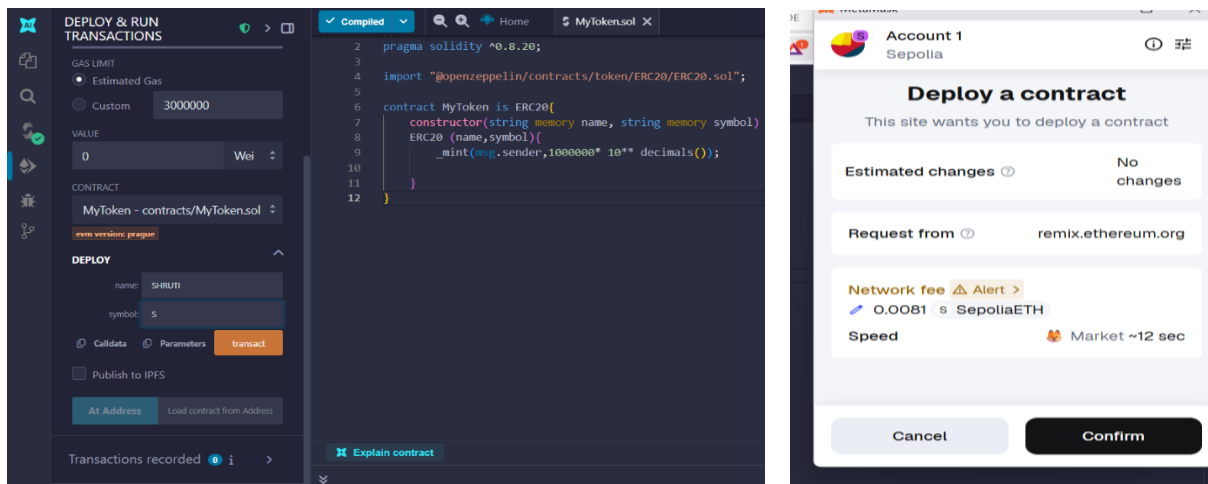 DEPLOY & RUN
TRANSACTIONS
GAS LIMIT
Estimated Gas
Custom 3000000
VALUE
0 Wei
CONTRACT
MyToken - contracts/MyToken.sol
evm version: prague
DEPLOY
name: SHRUTI
symbol: S
Calldata Parameters transact
Publish to IPFS
At Address Load contract from Address
Transactions recorded 0 i >
Compiled Home MyToken.sol X
2 pragma solidity ^0.8.20;
3
4 import "@openzeppelin/contracts/token/ERC20/ERC20.sol";
5
6 contract MyToken is ERC20{
7 constructor(string memory name, string memory symbol)
8 ERC20 (name,symbol){
9 _mint(msg.sender,1000000* 10** decimals());
10
11 }
12 }
Explain contract
Account 1
S
Sepolia
Deploy a contract
This site wants you to deploy a contract
Estimated changes No
changes
Request from remix.ethereum.org
Network fee Alert >
0.0081 S SepoliaETH
Speed Market ~12 sec
Cancel Confirm